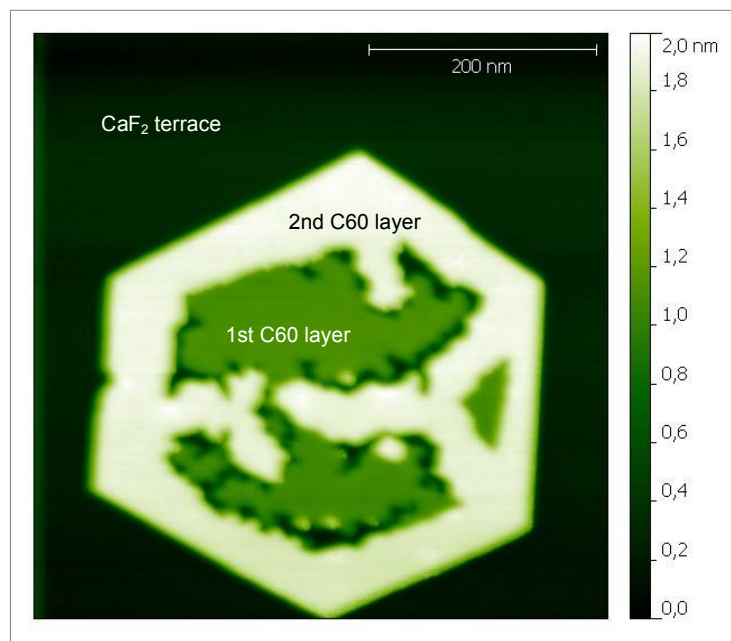 200 nm
CaF₂ terrace
2nd C60 layer
1st C60 layer
2,0 nm
1,8
1,6
1,4
1,2
1,0
0,8
0,6
0,4
0,2
0,0